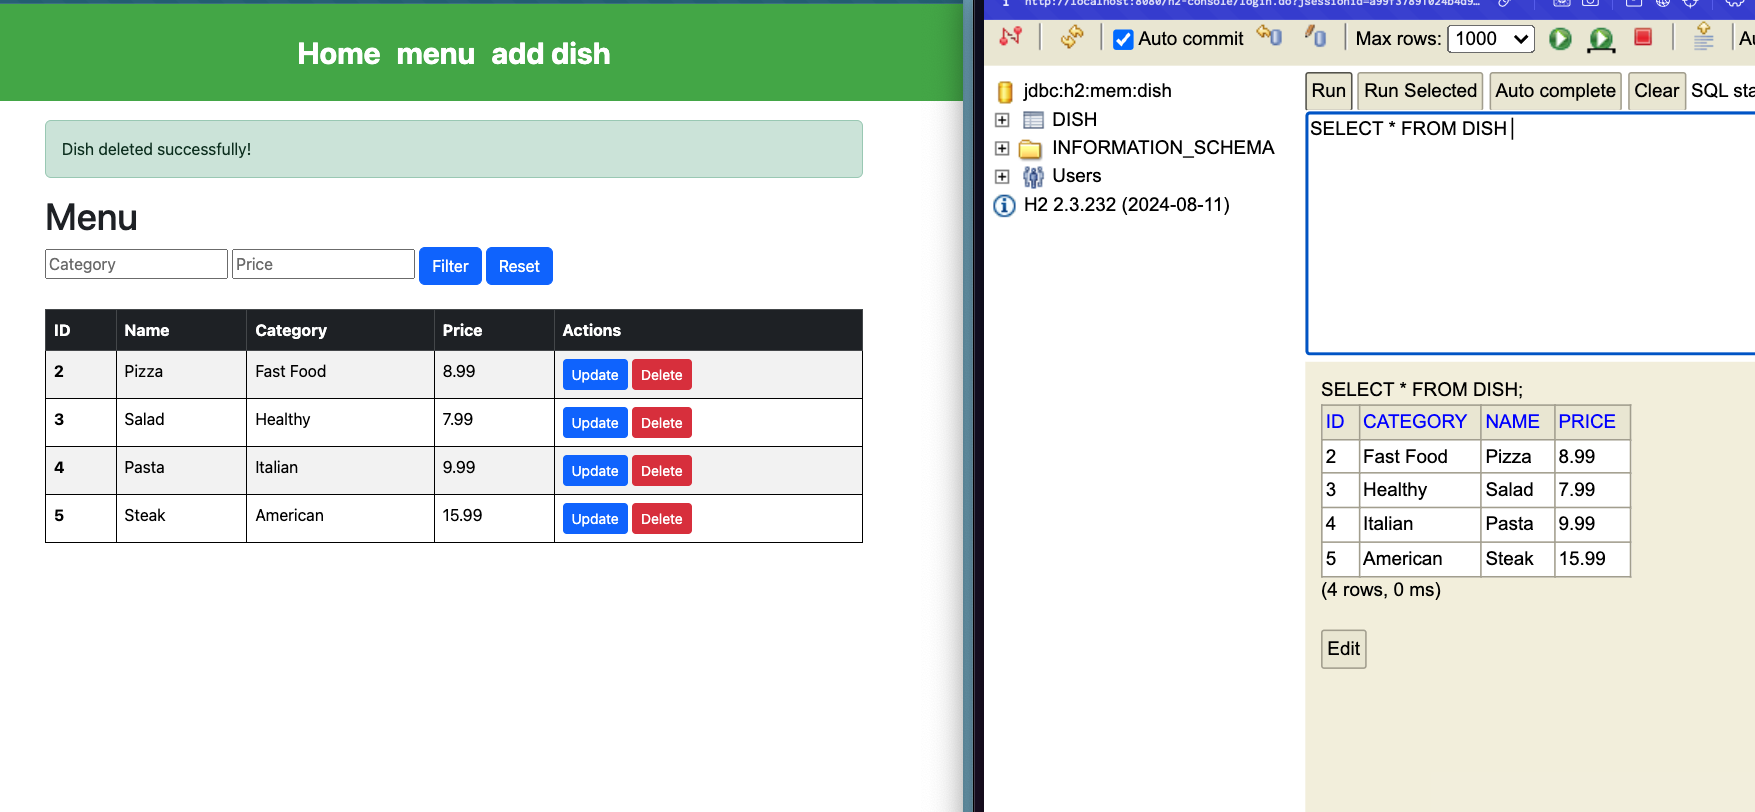 Home menu add dish
Dish deleted successfully!
Menu
Category Price Filter Reset
ID Name Category Price Actions
2 Pizza Fast Food 8.99 Update Delete
3 Salad Healthy 7.99 Update Delete
4 Pasta Italian 9.99 Update Delete
5 Steak American 15.99 Update Delete
Auto commit Max rows: 1000
jdbc:h2:mem:dish
DISH
INFORMATION_SCHEMA
Users
H2 2.3.232 (2024-08-11)
Run Run Selected Auto complete Clear SQL sta
SELECT * FROM DISH
SELECT * FROM DISH;
ID CATEGORY NAME PRICE
2 Fast Food Pizza 8.99
3 Healthy Salad 7.99
4 Italian Pasta 9.99
5 American Steak 15.99
(4 rows, 0 ms)
Edit